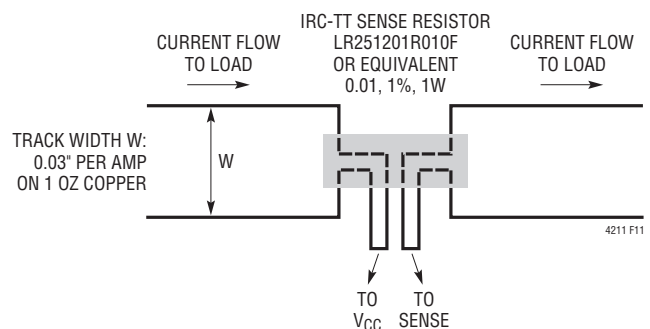 IRC-TT SENSE RESISTOR
LR251201R010F
OR EQUIVALENT
0.01, 1%, 1W
CURRENT FLOW
TO LOAD
CURRENT FLOW
TO LOAD
TRACK WIDTH W:
0.03" PER AMP
ON 1 OZ COPPER
W
4211 F11
TO
VCC
TO
SENSE